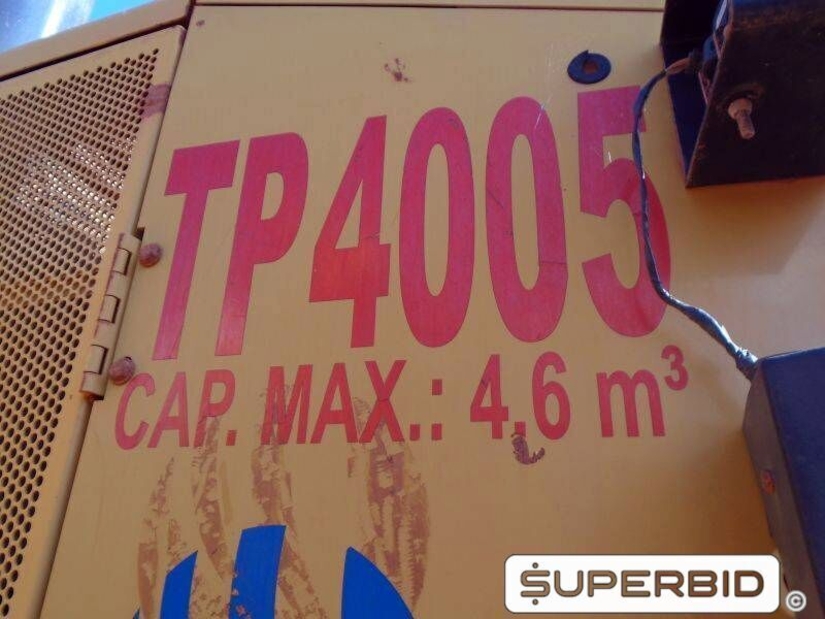 TP4005
CAP. MAX.: 4,6 m³
SUPERBID ©